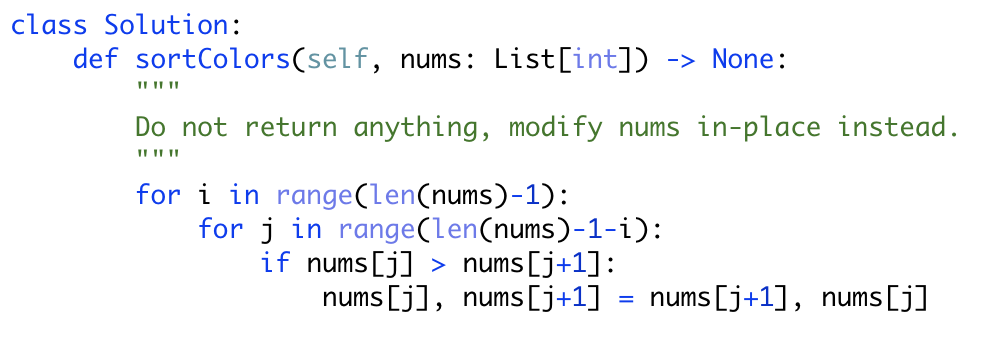 class Solution:
    def sortColors(self, nums: List[int]) -> None:
        """
        Do not return anything, modify nums in-place instead.
        """
        for i in range(len(nums)-1):
            for j in range(len(nums)-1-i):
                if nums[j] > nums[j+1]:
                    nums[j], nums[j+1] = nums[j+1], nums[j]